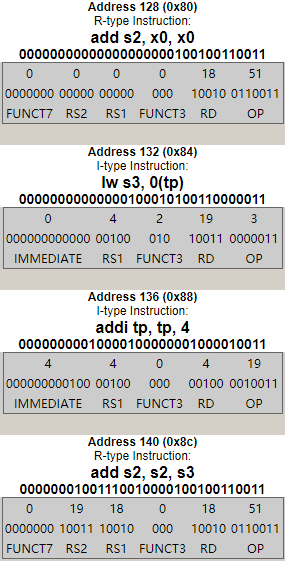 Address 128 (0x80)
R-type Instruction:
add s2, x0, x0
00000000000000000000100100110011
0 0 0 0 18 51
0000000 00000 00000 000 10010 0110011
FUNCT7 RS2 RS1 FUNCT3 RD OP
Address 132 (0x84)
I-type Instruction:
lw s3, 0(tp)
00000000000000100010100110000011
0 4 2 19 3
000000000000 00100 010 10011 0000011
IMMEDIATE RS1 FUNCT3 RD OP
Address 136 (0x88)
I-type Instruction:
addi tp, tp, 4
00000000010000100000001000010011
4 4 0 4 19
000000000100 00100 000 00100 0010011
IMMEDIATE RS1 FUNCT3 RD OP
Address 140 (0x8c)
R-type Instruction:
add s2, s2, s3
00000001001110010000100100110011
0 19 18 0 18 51
0000000 10011 10010 000 10010 0110011
FUNCT7 RS2 RS1 FUNCT3 RD OP